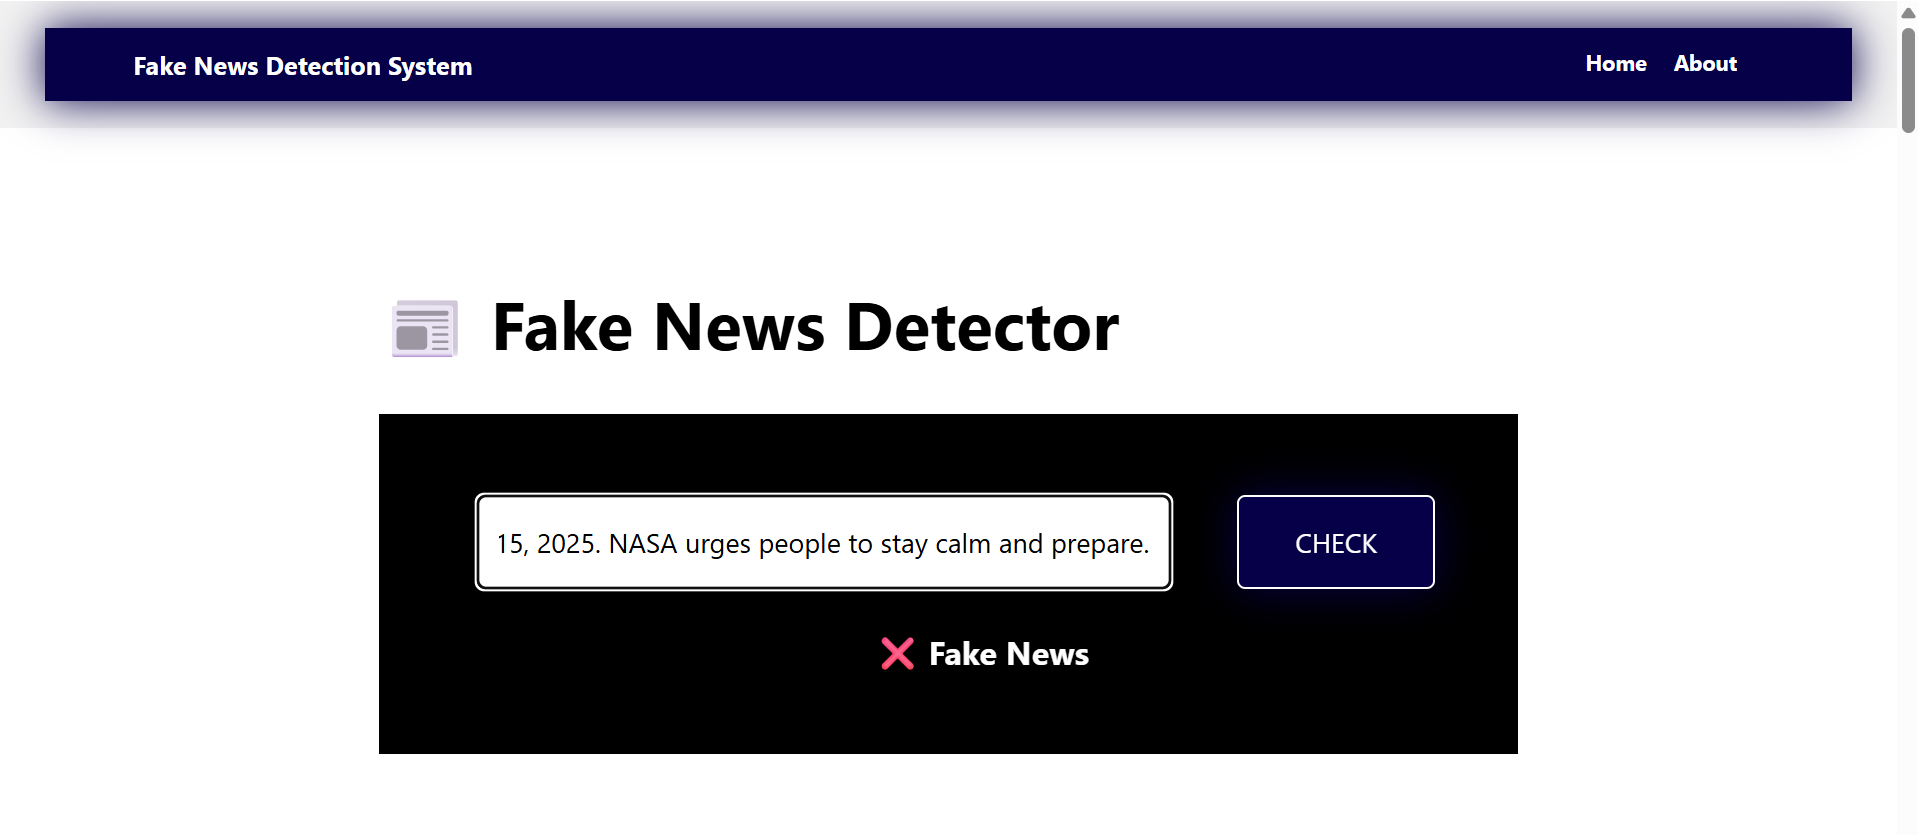 Fake News Detection System
Home About
Fake News Detector
15, 2025. NASA urges people to stay calm and prepare.
CHECK
Fake News